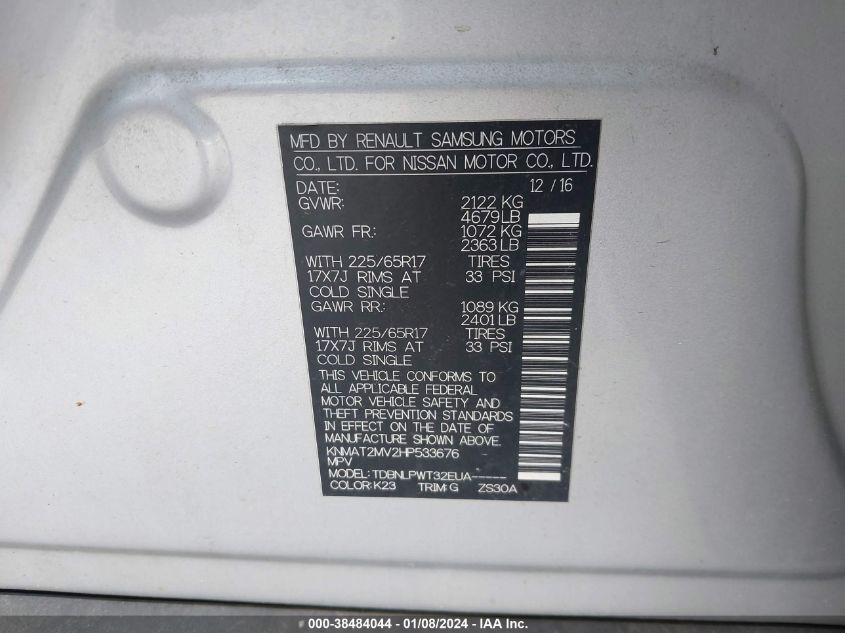 MFD BY RENAULT SAMSUNG MOTORS
CO., LTD. FOR NISSAN MOTOR CO., LTD.
DATE: 12 / 16
GVWR: 2122 KG
4679LB
GAWR FR.: 1072 KG
2363LB
WITH 225/65R17 TIRES
17X7J RIMS AT 33 PSI
COLD SINGLE
GAWR RR.: 1089 KG
2401LB
WITH 225/65R17 TIRES
17X7J RIMS AT 33 PSI
COLD SINGLE
THIS VEHICLE CONFORMS TO
ALL APPLICABLE FEDERAL
MOTOR VEHICLE SAFETY AND
THEFT PREVENTION STANDARDS
IN EFFECT ON THE DATE OF
MANUFACTURE SHOWN ABOVE.
KNMAT2MV2HP533676
MPV
MODEL: TDBNLPWT32EUA-----
COLOR: K23 TRIM: G ZS30A
000-38484044 - 01/08/2024 - IAA Inc.